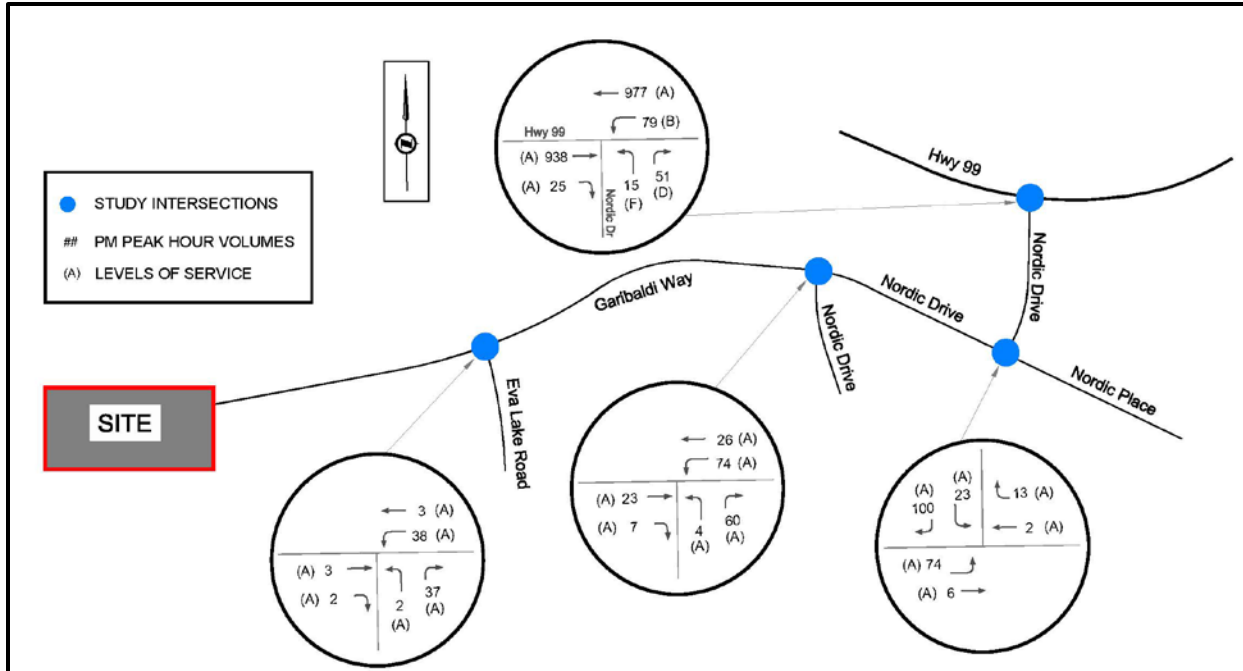 STUDY INTERSECTIONS
## PM PEAK HOUR VOLUMES
(A) LEVELS OF SERVICE
N
977 (A)
79 (B)
Hwy 99
(A) 938
(A) 25
15
(F)
51
(D)
Nordic Dr
Hwy 99
Nordic Drive
Garibaldi Way
Nordic Drive
Nordic Drive
Nordic Place
Eva Lake Road
SITE
3 (A)
38 (A)
(A) 3
(A) 2
2
(A)
37
(A)
26 (A)
74 (A)
(A) 23
(A) 7
4
(A)
60
(A)
(A)
100
(A)
23
13 (A)
2 (A)
(A) 74
(A) 6